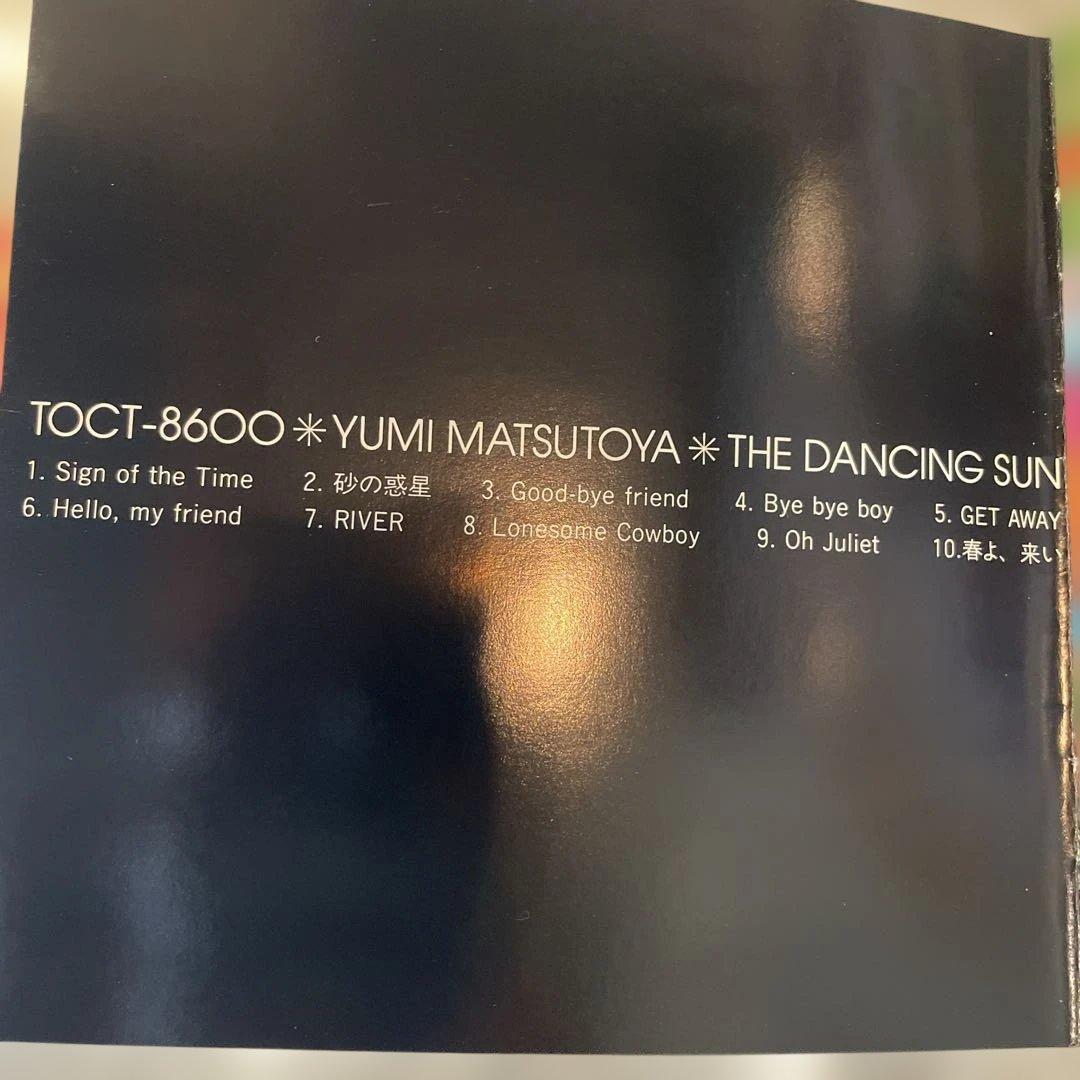 TOCT-8600✳YUMI MATSUTOYA✳THE DANCING SUN
1. Sign of the Time 2. 砂の惑星 3. Good-bye friend 4. Bye bye boy 5. GET AWAY
6. Hello, my friend 7. RIVER 8. Lonesome Cowboy 9. Oh Juliet 10.春よ、来い